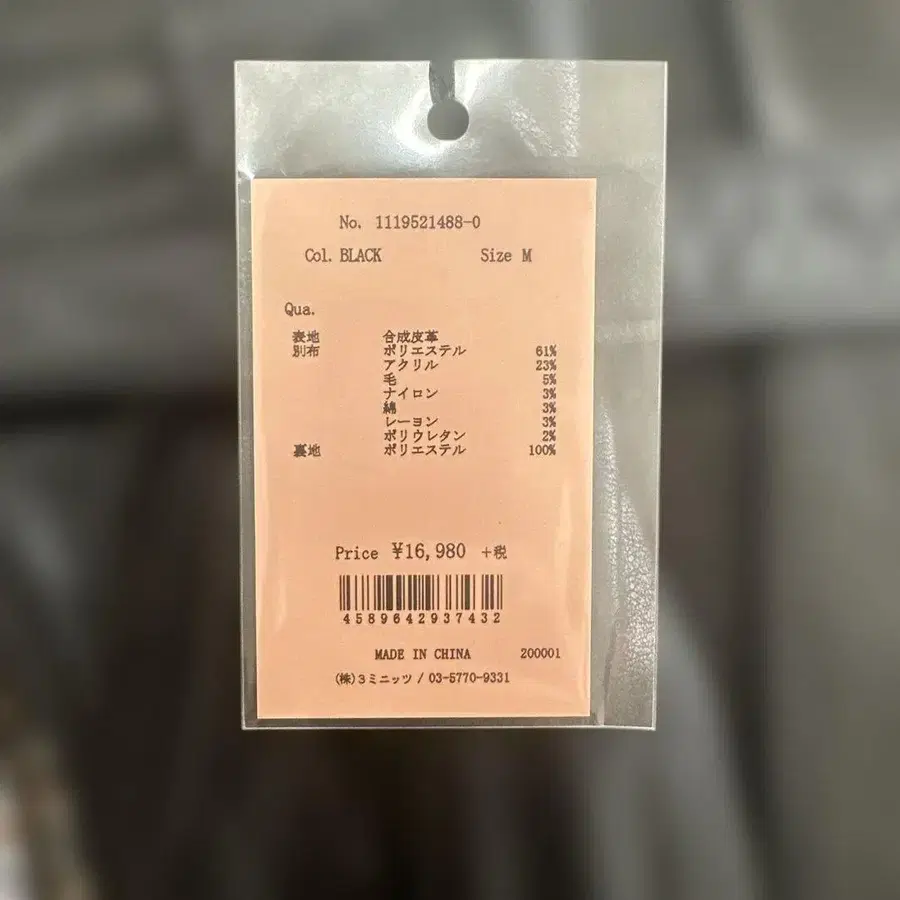 No. 1119521488-0
Col. BLACK Size M
Qua.
表地 合成皮革
別布 ポリエステル 61%
アクリル 23%
毛 5%
ナイロン 3%
綿 3%
レーヨン 3%
ポリウレタン 2%
裏地 ポリエステル 100%
Price ¥16,980 +税
4589642937432
MADE IN CHINA 200001
(株)3ミニッツ / 03-5770-9331